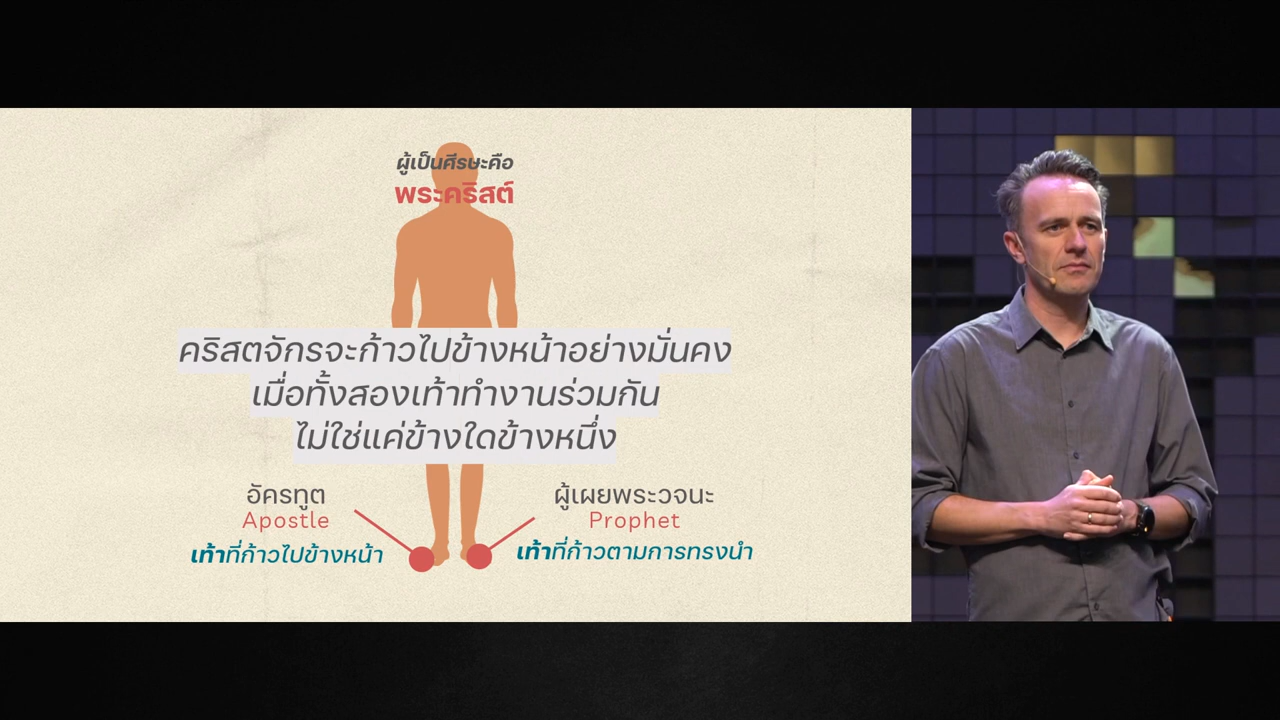 ผู้เป็นศีรษะคือ
พระคริสต์
คริสตจักรจะก้าวไปข้างหน้าอย่างมั่นคง
เมื่อทั้งสองเท้าทำงานร่วมกัน
ไม่ใช่แค่ข้างใดข้างหนึ่ง
อัครทูต
Apostle
เท้าที่ก้าวไปข้างหน้า
ผู้เผยพระวจนะ
Prophet
เท้าที่ก้าวตามการทรงนำ